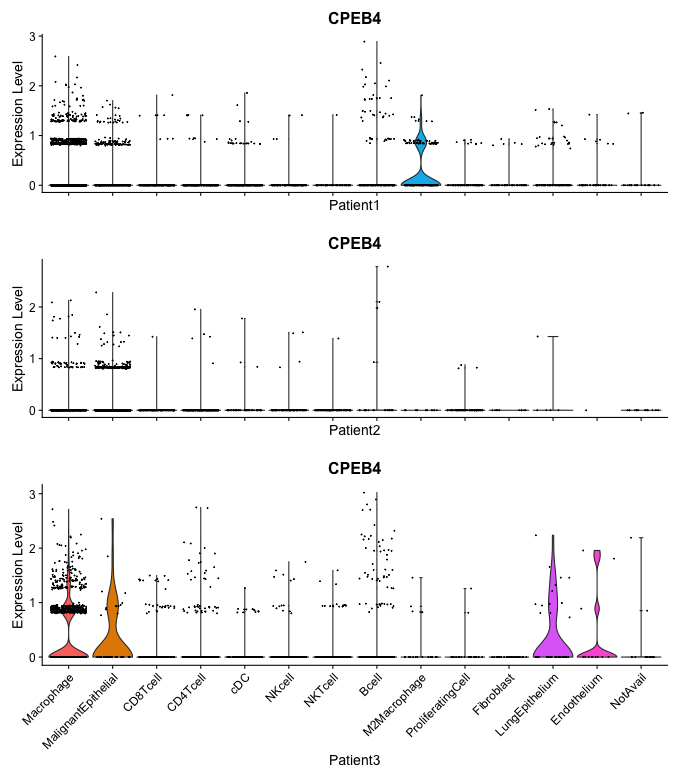 CPEB4
Expression Level
3
2
1
0
Patient1
CPEB4
Expression Level
2
1
0
Patient2
CPEB4
Expression Level
3
2
1
0
Macrophage
MalignantEpithelial
CD8Tcell
CD4Tcell
cDC
NKcell
NKTcell
Bcell
M2Macrophage
ProliferatingCell
Fibroblast
LungEpithelium
Endothelium
NotAvail
Patient3